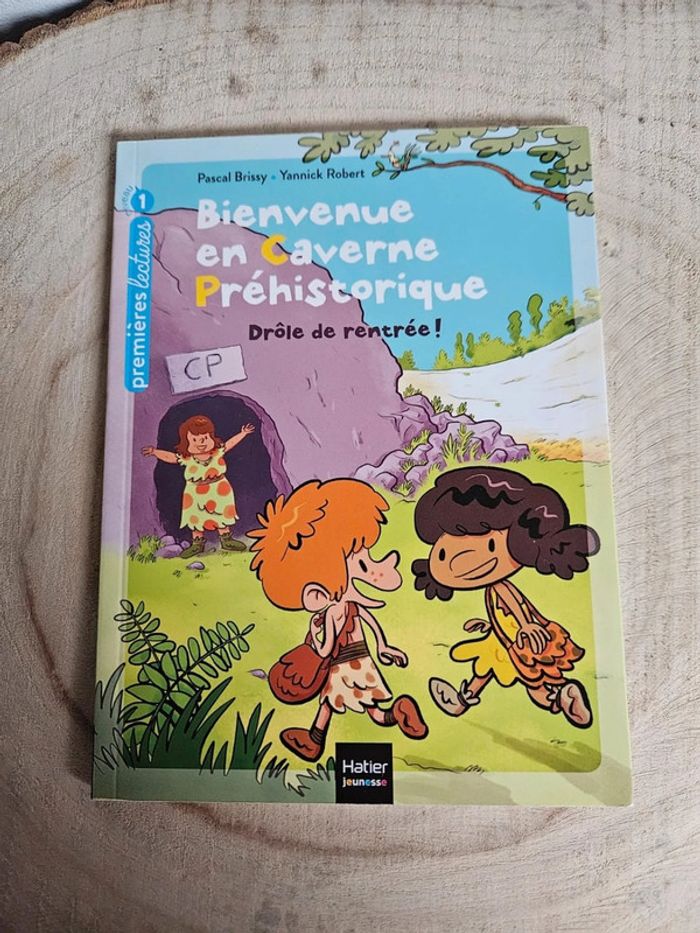 Pascal Brissy • Yannick Robert
Bienvenue
en Caverne
Préhistorique
Drôle de rentrée !
premières lectures
niveau 1
CP
Hatier
jeunesse